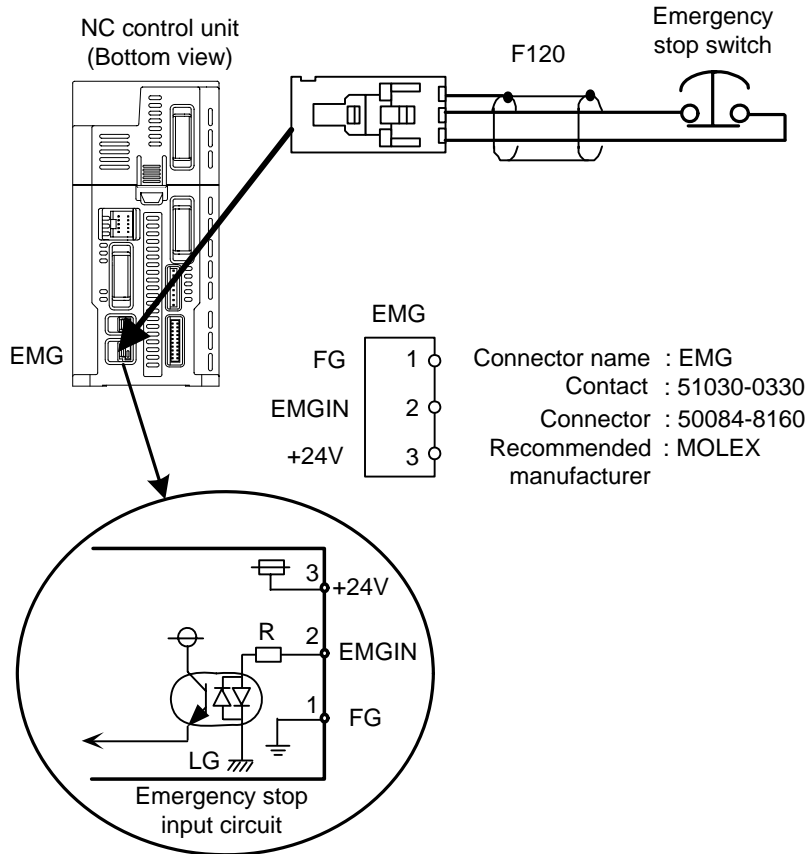 NC control unit
(Bottom view)
F120
Emergency
stop switch
EMG
EMG
FG 1
EMGIN 2
+24V 3
Connector name : EMG
Contact : 51030-0330
Connector : 50084-8160
Recommended : MOLEX
manufacturer
3 +24V
R 2 EMGIN
1 FG
LG
Emergency stop
input circuit